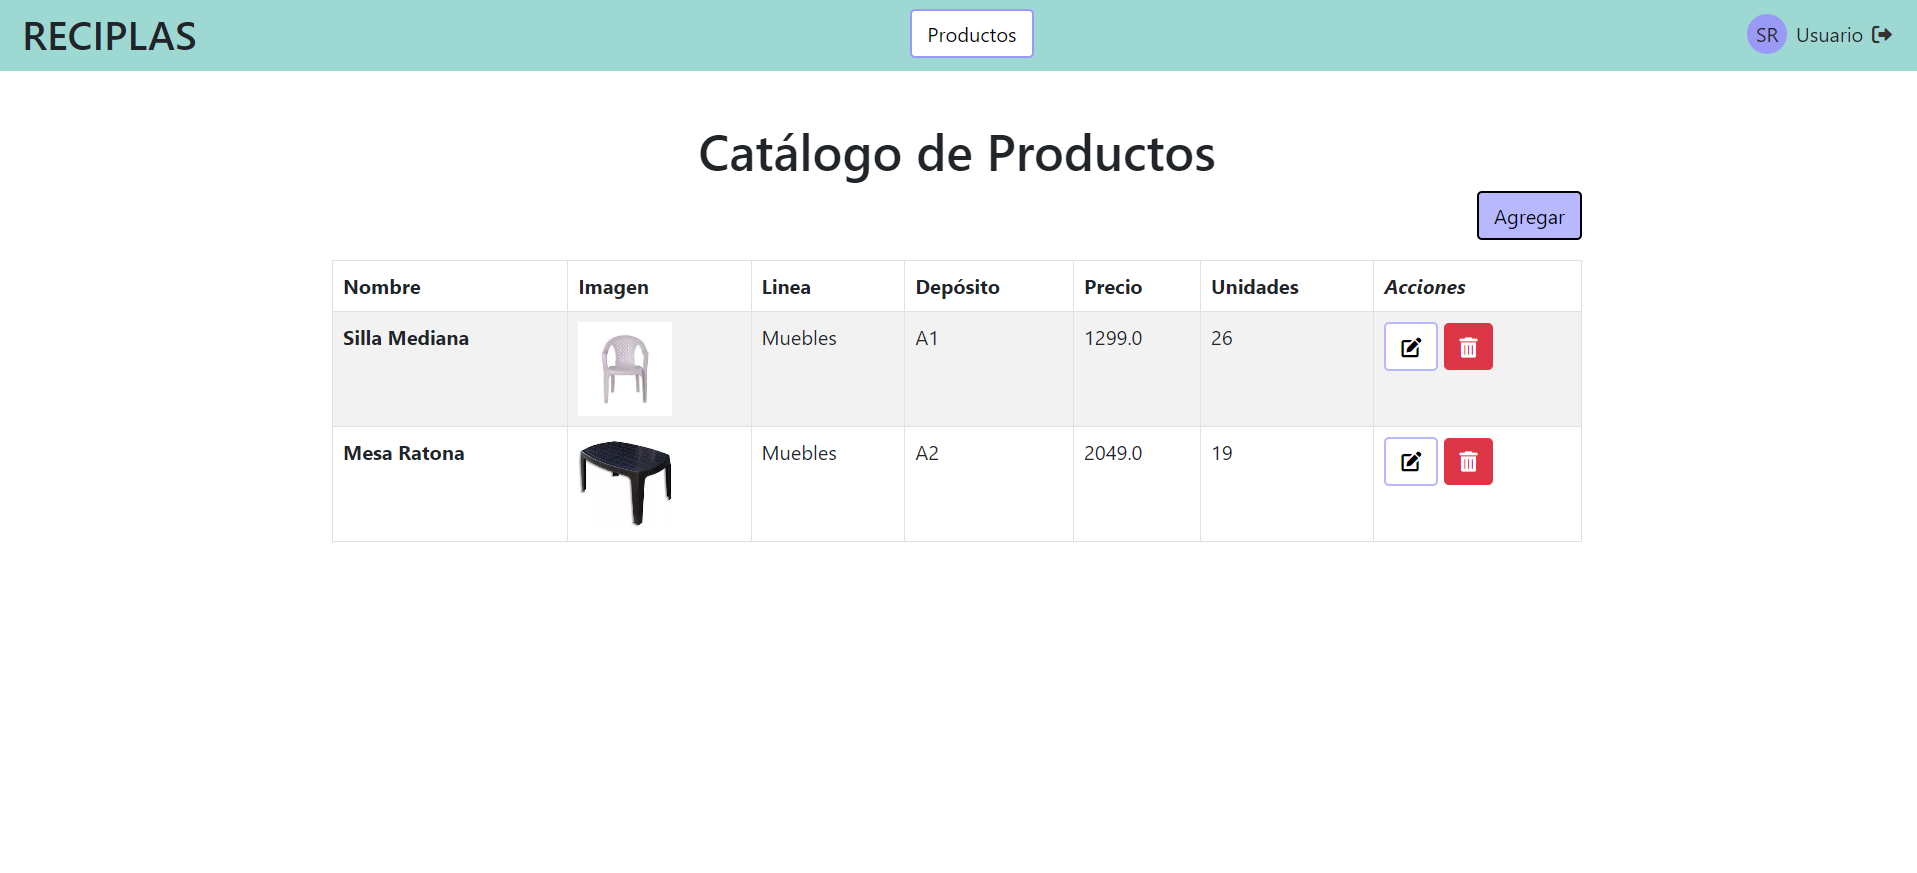 RECIPLAS
Productos
SR Usuario
Catálogo de Productos
Agregar
Nombre Imagen Linea Depósito Precio Unidades Acciones
Silla Mediana Muebles A1 1299.0 26
Mesa Ratona Muebles A2 2049.0 19